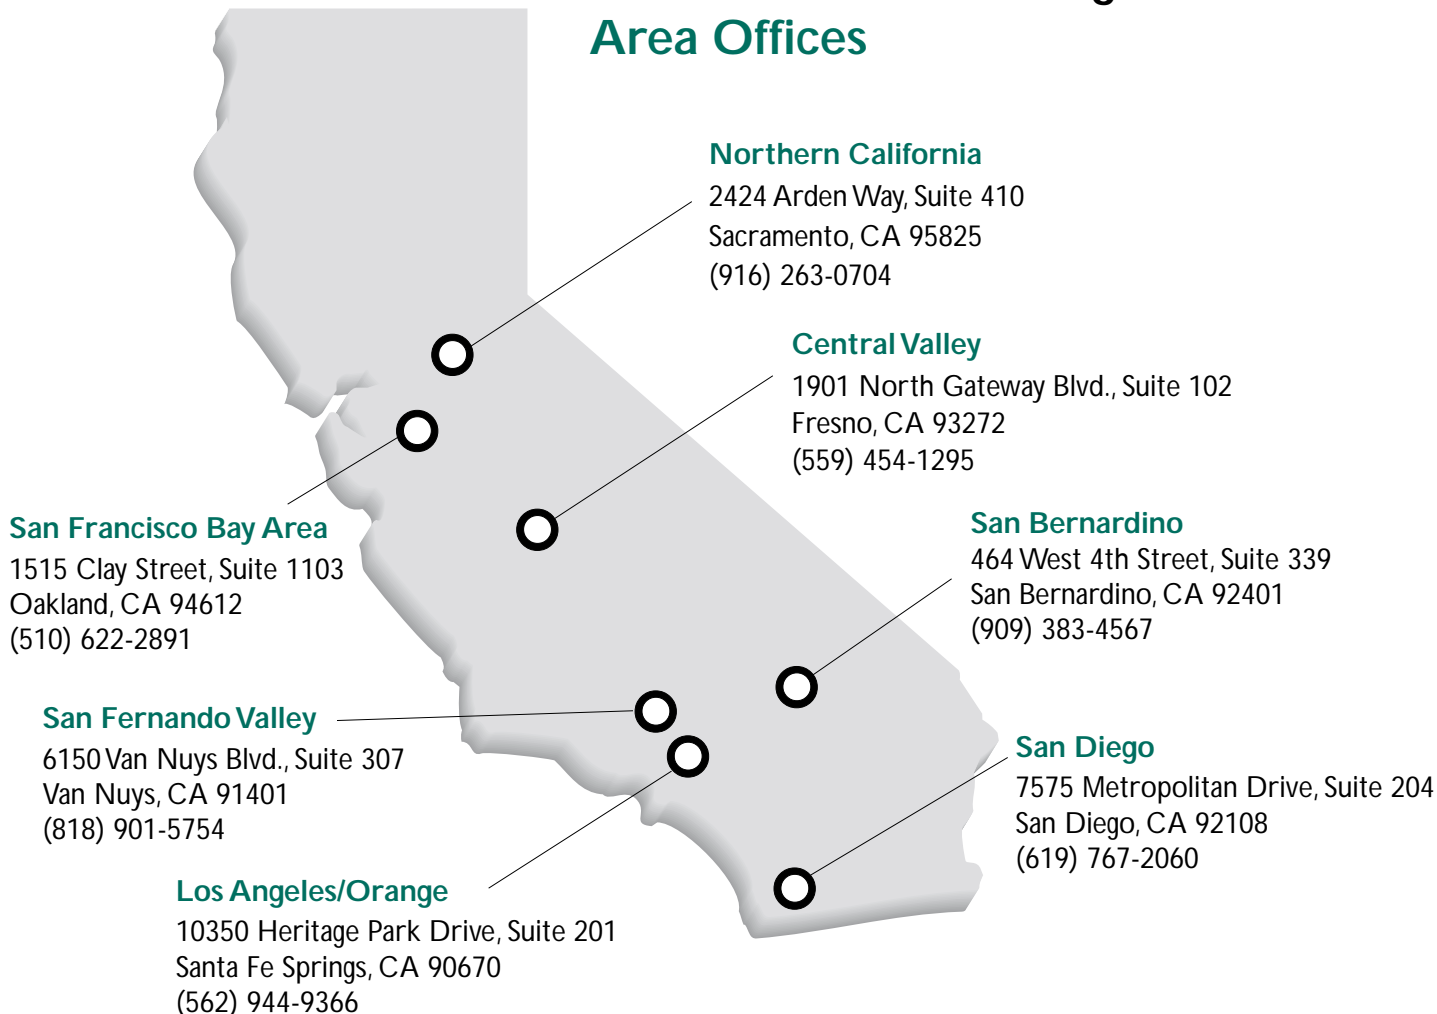 Area Offices
Northern California
2424 Arden Way, Suite 410
Sacramento, CA 95825
(916) 263-0704
Central Valley
1901 North Gateway Blvd., Suite 102
Fresno, CA 93272
(559) 454-1295
San Francisco Bay Area
1515 Clay Street, Suite 1103
Oakland, CA 94612
(510) 622-2891
San Bernardino
464 West 4th Street, Suite 339
San Bernardino, CA 92401
(909) 383-4567
San Fernando Valley
6150 Van Nuys Blvd., Suite 307
Van Nuys, CA 91401
(818) 901-5754
San Diego
7575 Metropolitan Drive, Suite 204
San Diego, CA 92108
(619) 767-2060
Los Angeles/Orange
10350 Heritage Park Drive, Suite 201
Santa Fe Springs, CA 90670
(562) 944-9366